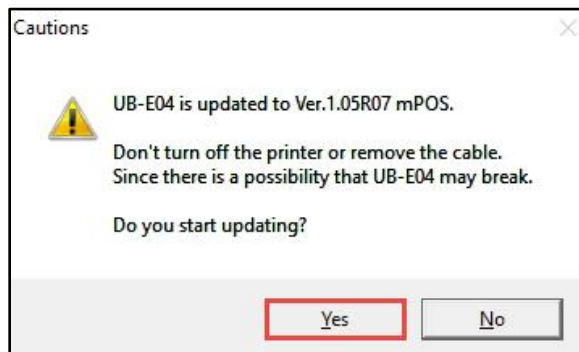 Cautions
UB-E04 is updated to Ver.1.05R07 mPOS.
Don't turn off the printer or remove the cable.
Since there is a possibility that UB-E04 may break.
Do you start updating?
Yes
No